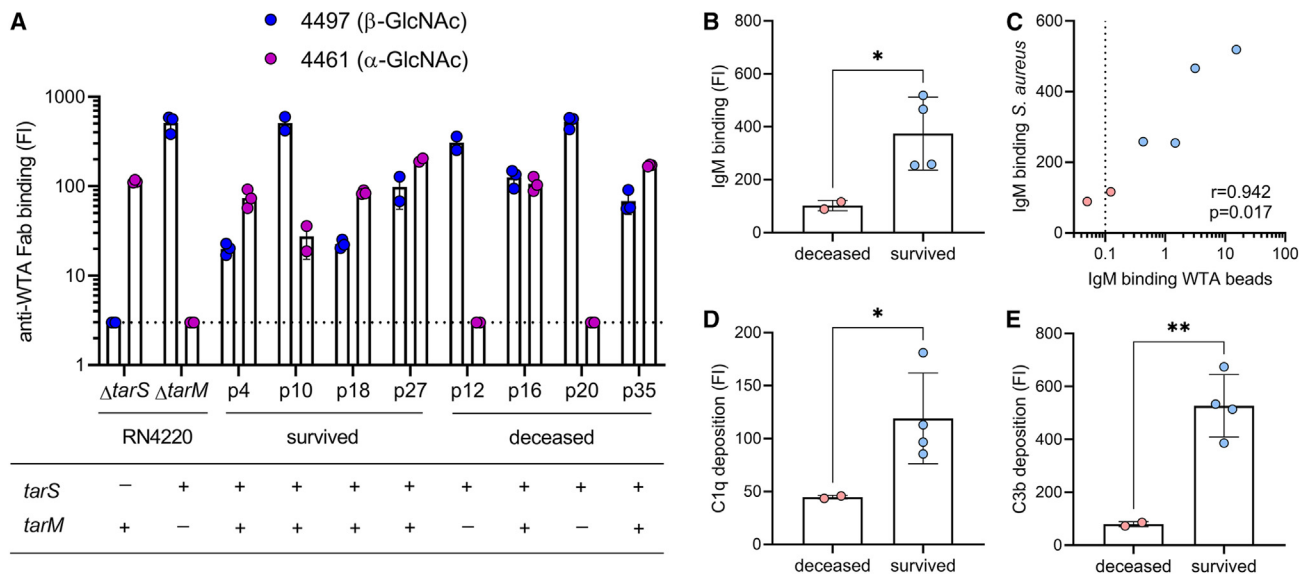 A
4497 (β-GlcNAc)
4461 (α-GlcNAc)
anti-WTA Fab binding (FI)
1000
100
10
1
ΔtarS ΔtarM p4 p10 p18 p27 p12 p16 p20 p35
RN4220 survived deceased
tarS – + + + + + + + + +
tarM + – + + + + – + – +
B
IgM binding (FI)
800
600
400
200
0
*
deceased survived
C
IgM binding S. aureus
600
400
200
0
r=0.942
p=0.017
0.1 1 10 100
IgM binding WTA beads
D
C1q deposition (FI)
200
150
100
50
0
*
deceased survived
E
C3b deposition (FI)
800
600
400
200
0
**
deceased survived